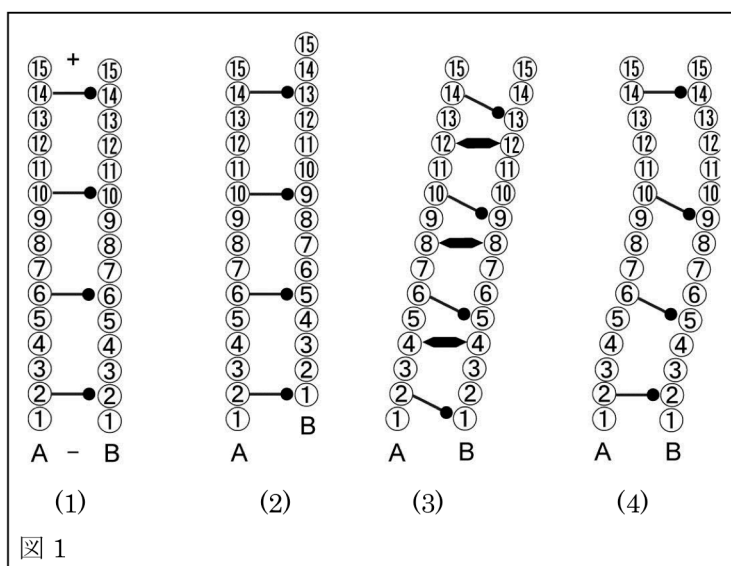 +
15 15 15 15 15 15 15 15
14 14 14 14 14 14 14 14
13 13 13 13 13 13 13 13
12 12 12 12 12 12 12 12
11 11 11 11 11 11 11 11
10 10 10 10 10 10 10 10
9 9 9 9 9 9 9 9
8 8 8 8 8 8 8 8
7 7 7 7 7 7 7 7
6 6 6 6 6 6 6 6
5 5 5 5 5 5 5 5
4 4 4 4 4 4 4 4
3 3 3 3 3 3 3 3
2 2 2 2 2 2 2 2
1 1 1 1 1 1 1 1
A − B A B A B A B
(1) (2) (3) (4)
図 1